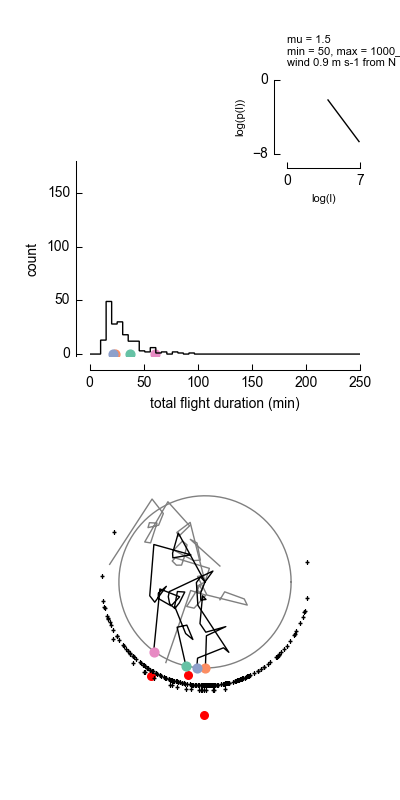 mu = 1.5
min = 50, max = 1000_
wind 0.9 m s-1 from N
0
log(p(l))
−8
0
7
log(l)
150
100
50
0
count
0
50
100
150
200
250
total flight duration (min)